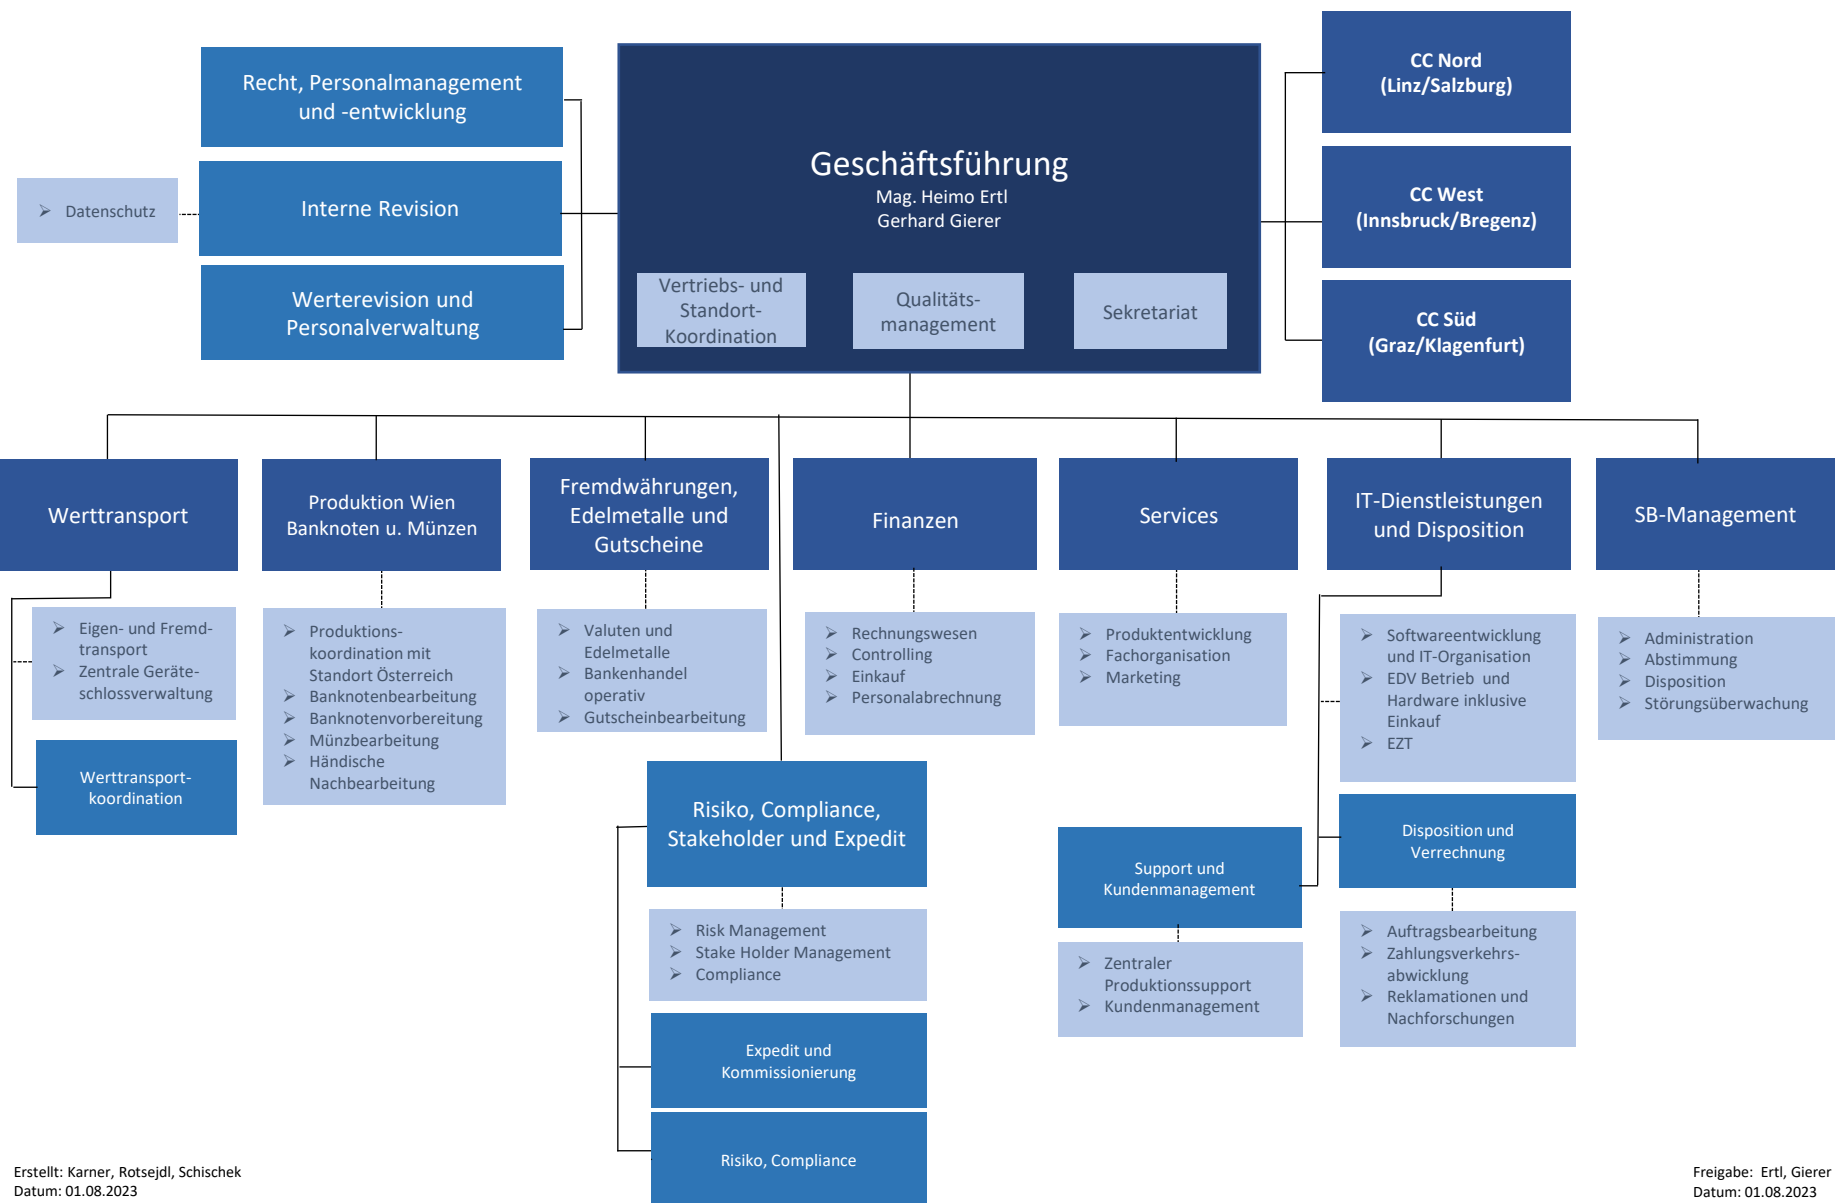 Recht, Personalmanagement
und -entwicklung
➢ Datenschutz
Interne Revision
Werterevision und
Personalverwaltung
Geschäftsführung
Mag. Heimo Ertl
Gerhard Gierer
Vertriebs- und
Standort-
Koordination
Qualitäts-
management
Sekretariat
CC Nord
(Linz/Salzburg)
CC West
(Innsbruck/Bregenz)
CC Süd
(Graz/Klagenfurt)
Werttransport
➢ Eigen- und Fremd-
transport
➢ Zentrale Geräte-
schlossverwaltung
Werttransport-
koordination
Produktion Wien
Banknoten u. Münzen
➢ Produktions-
koordination mit
Standort Österreich
➢ Banknotenbearbeitung
➢ Banknotenvorbereitung
➢ Münzbearbeitung
➢ Händische
Nachbearbeitung
Fremdwährungen,
Edelmetalle und
Gutscheine
➢ Valuten und
Edelmetalle
➢ Bankenhandel
operativ
➢ Gutscheinbearbeitung
Risiko, Compliance,
Stakeholder und Expedit
➢ Risk Management
➢ Stake Holder Management
➢ Compliance
Expedit und
Kommissionierung
Risiko, Compliance
Finanzen
➢ Rechnungswesen
➢ Controlling
➢ Einkauf
➢ Personalabrechnung
Services
➢ Produktentwicklung
➢ Fachorganisation
➢ Marketing
IT-Dienstleistungen
und Disposition
➢ Softwareentwicklung
und IT-Organisation
➢ EDV Betrieb und
Hardware inklusive
Einkauf
➢ EZT
Support und
Kundenmanagement
➢ Zentraler
Produktionssupport
➢ Kundenmanagement
Disposition und
Verrechnung
➢ Auftragsbearbeitung
➢ Zahlungsverkehrs-
abwicklung
➢ Reklamationen und
Nachforschungen
SB-Management
➢ Administration
➢ Abstimmung
➢ Disposition
➢ Störungsüberwachung
Erstellt: Karner, Rotsejdl, Schischek
Datum: 01.08.2023
Freigabe: Ertl, Gierer
Datum: 01.08.2023